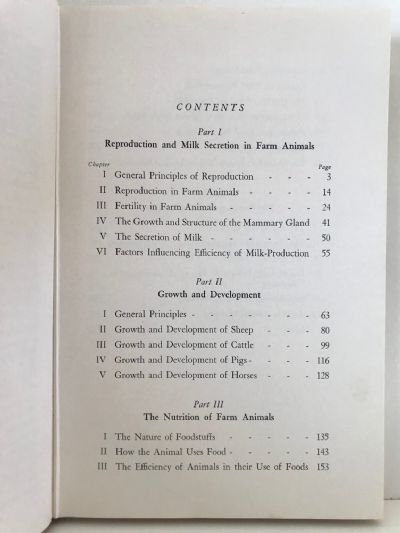 CONTENTS
Part I
Reproduction and Milk Secretion in Farm Animals
Chapter Page
I General Principles of Reproduction - - - 3
II Reproduction in Farm Animals - - - - 14
III Fertility in Farm Animals - - - - 24
IV The Growth and Structure of the Mammary Gland 41
V The Secretion of Milk - - - - - 50
VI Factors Influencing Efficiency of Milk-Production 55
Part II
Growth and Development
I General Principles - - - - - - 63
II Growth and Development of Sheep - - - 80
III Growth and Development of Cattle - - - 99
IV Growth and Development of Pigs - - - - 116
V Growth and Development of Horses - - - 128
Part III
The Nutrition of Farm Animals
I The Nature of Foodstuffs - - - - - 135
II How the Animal Uses Food - - - - - 143
III The Efficiency of Animals in their Use of Foods 153